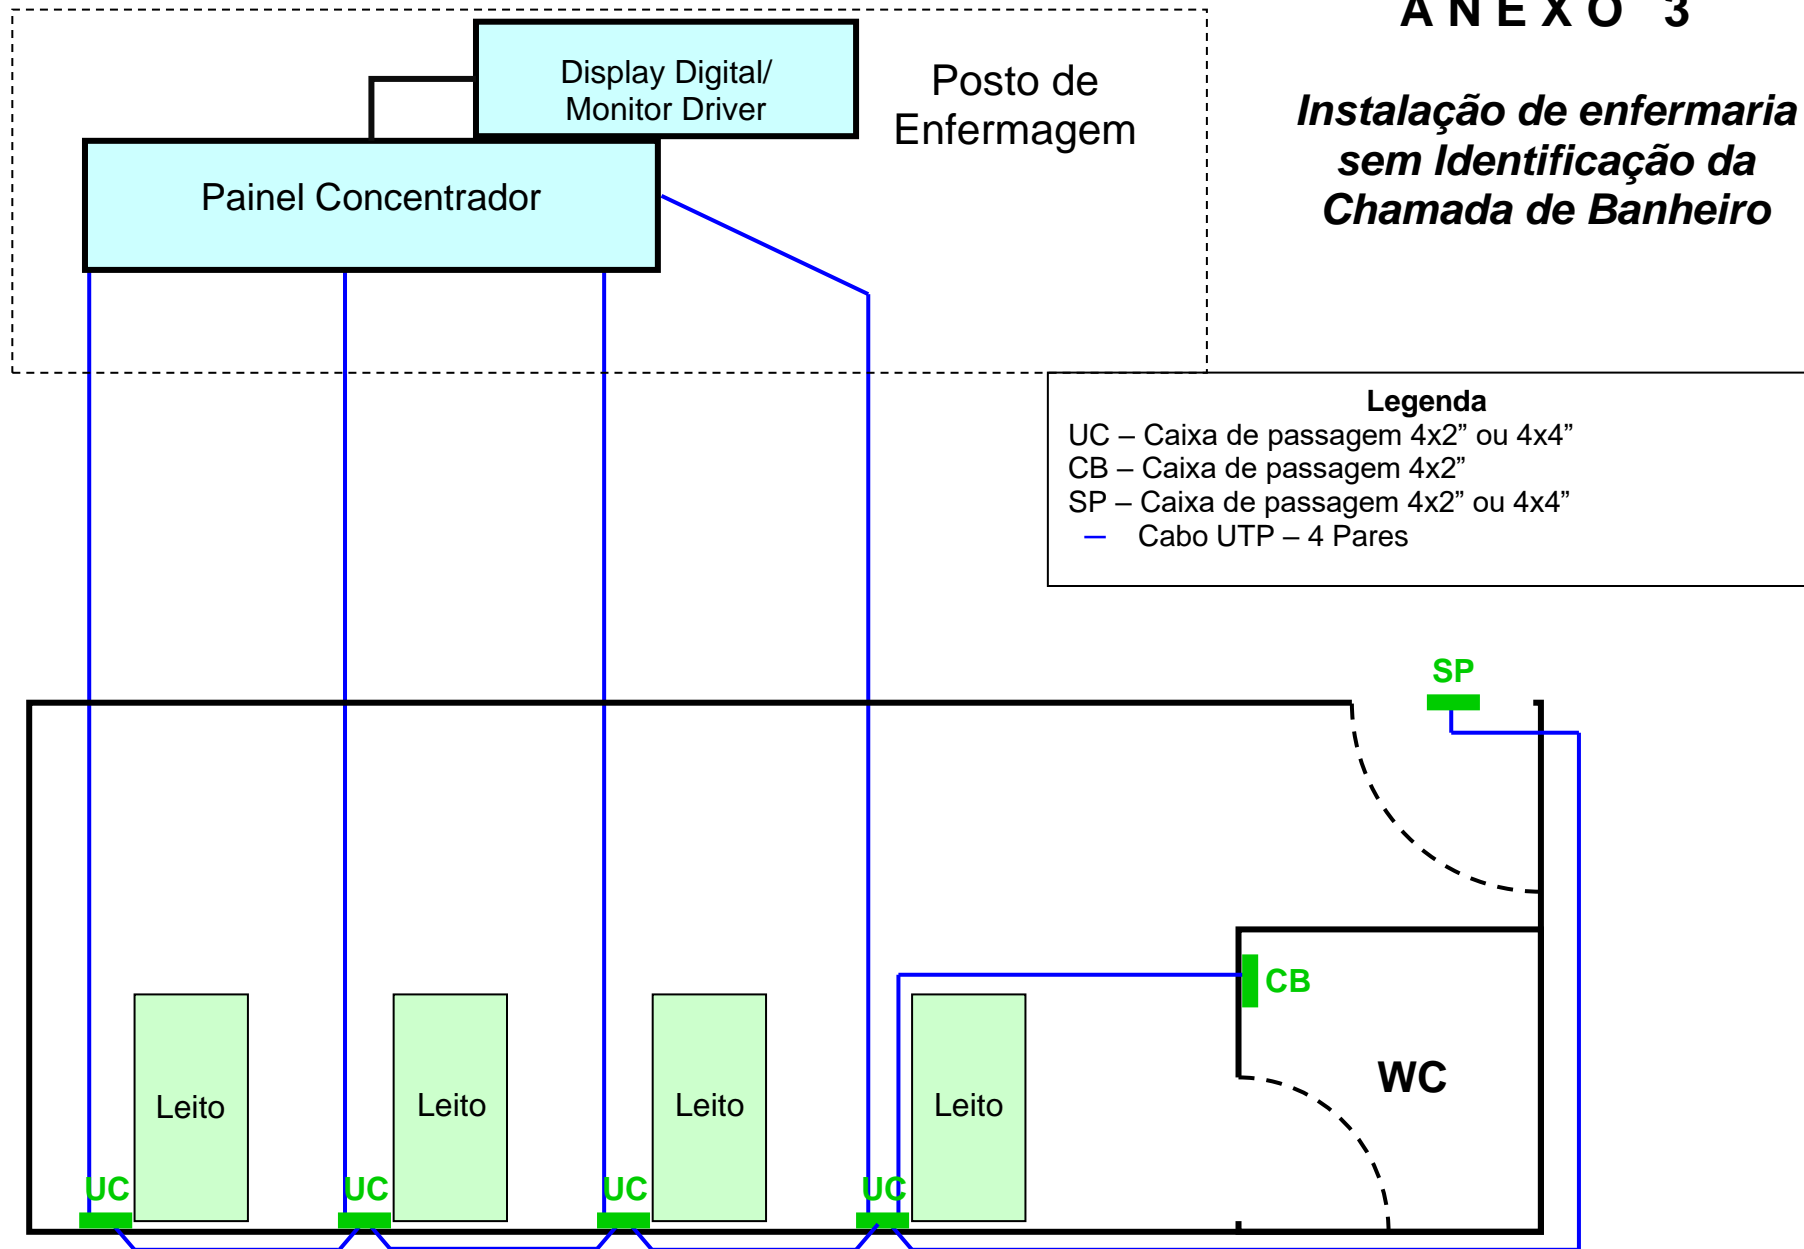 ANEXO 3
Instalação de enfermaria
sem Identificação da
Chamada de Banheiro
Display Digital/
Monitor Driver
Posto de
Enfermagem
Painel Concentrador
Legenda
UC – Caixa de passagem 4x2” ou 4x4”
CB – Caixa de passagem 4x2”
SP – Caixa de passagem 4x2” ou 4x4”
Cabo UTP – 4 Pares
SP
CB
WC
Leito
Leito
Leito
Leito
UC
UC
UC
UC